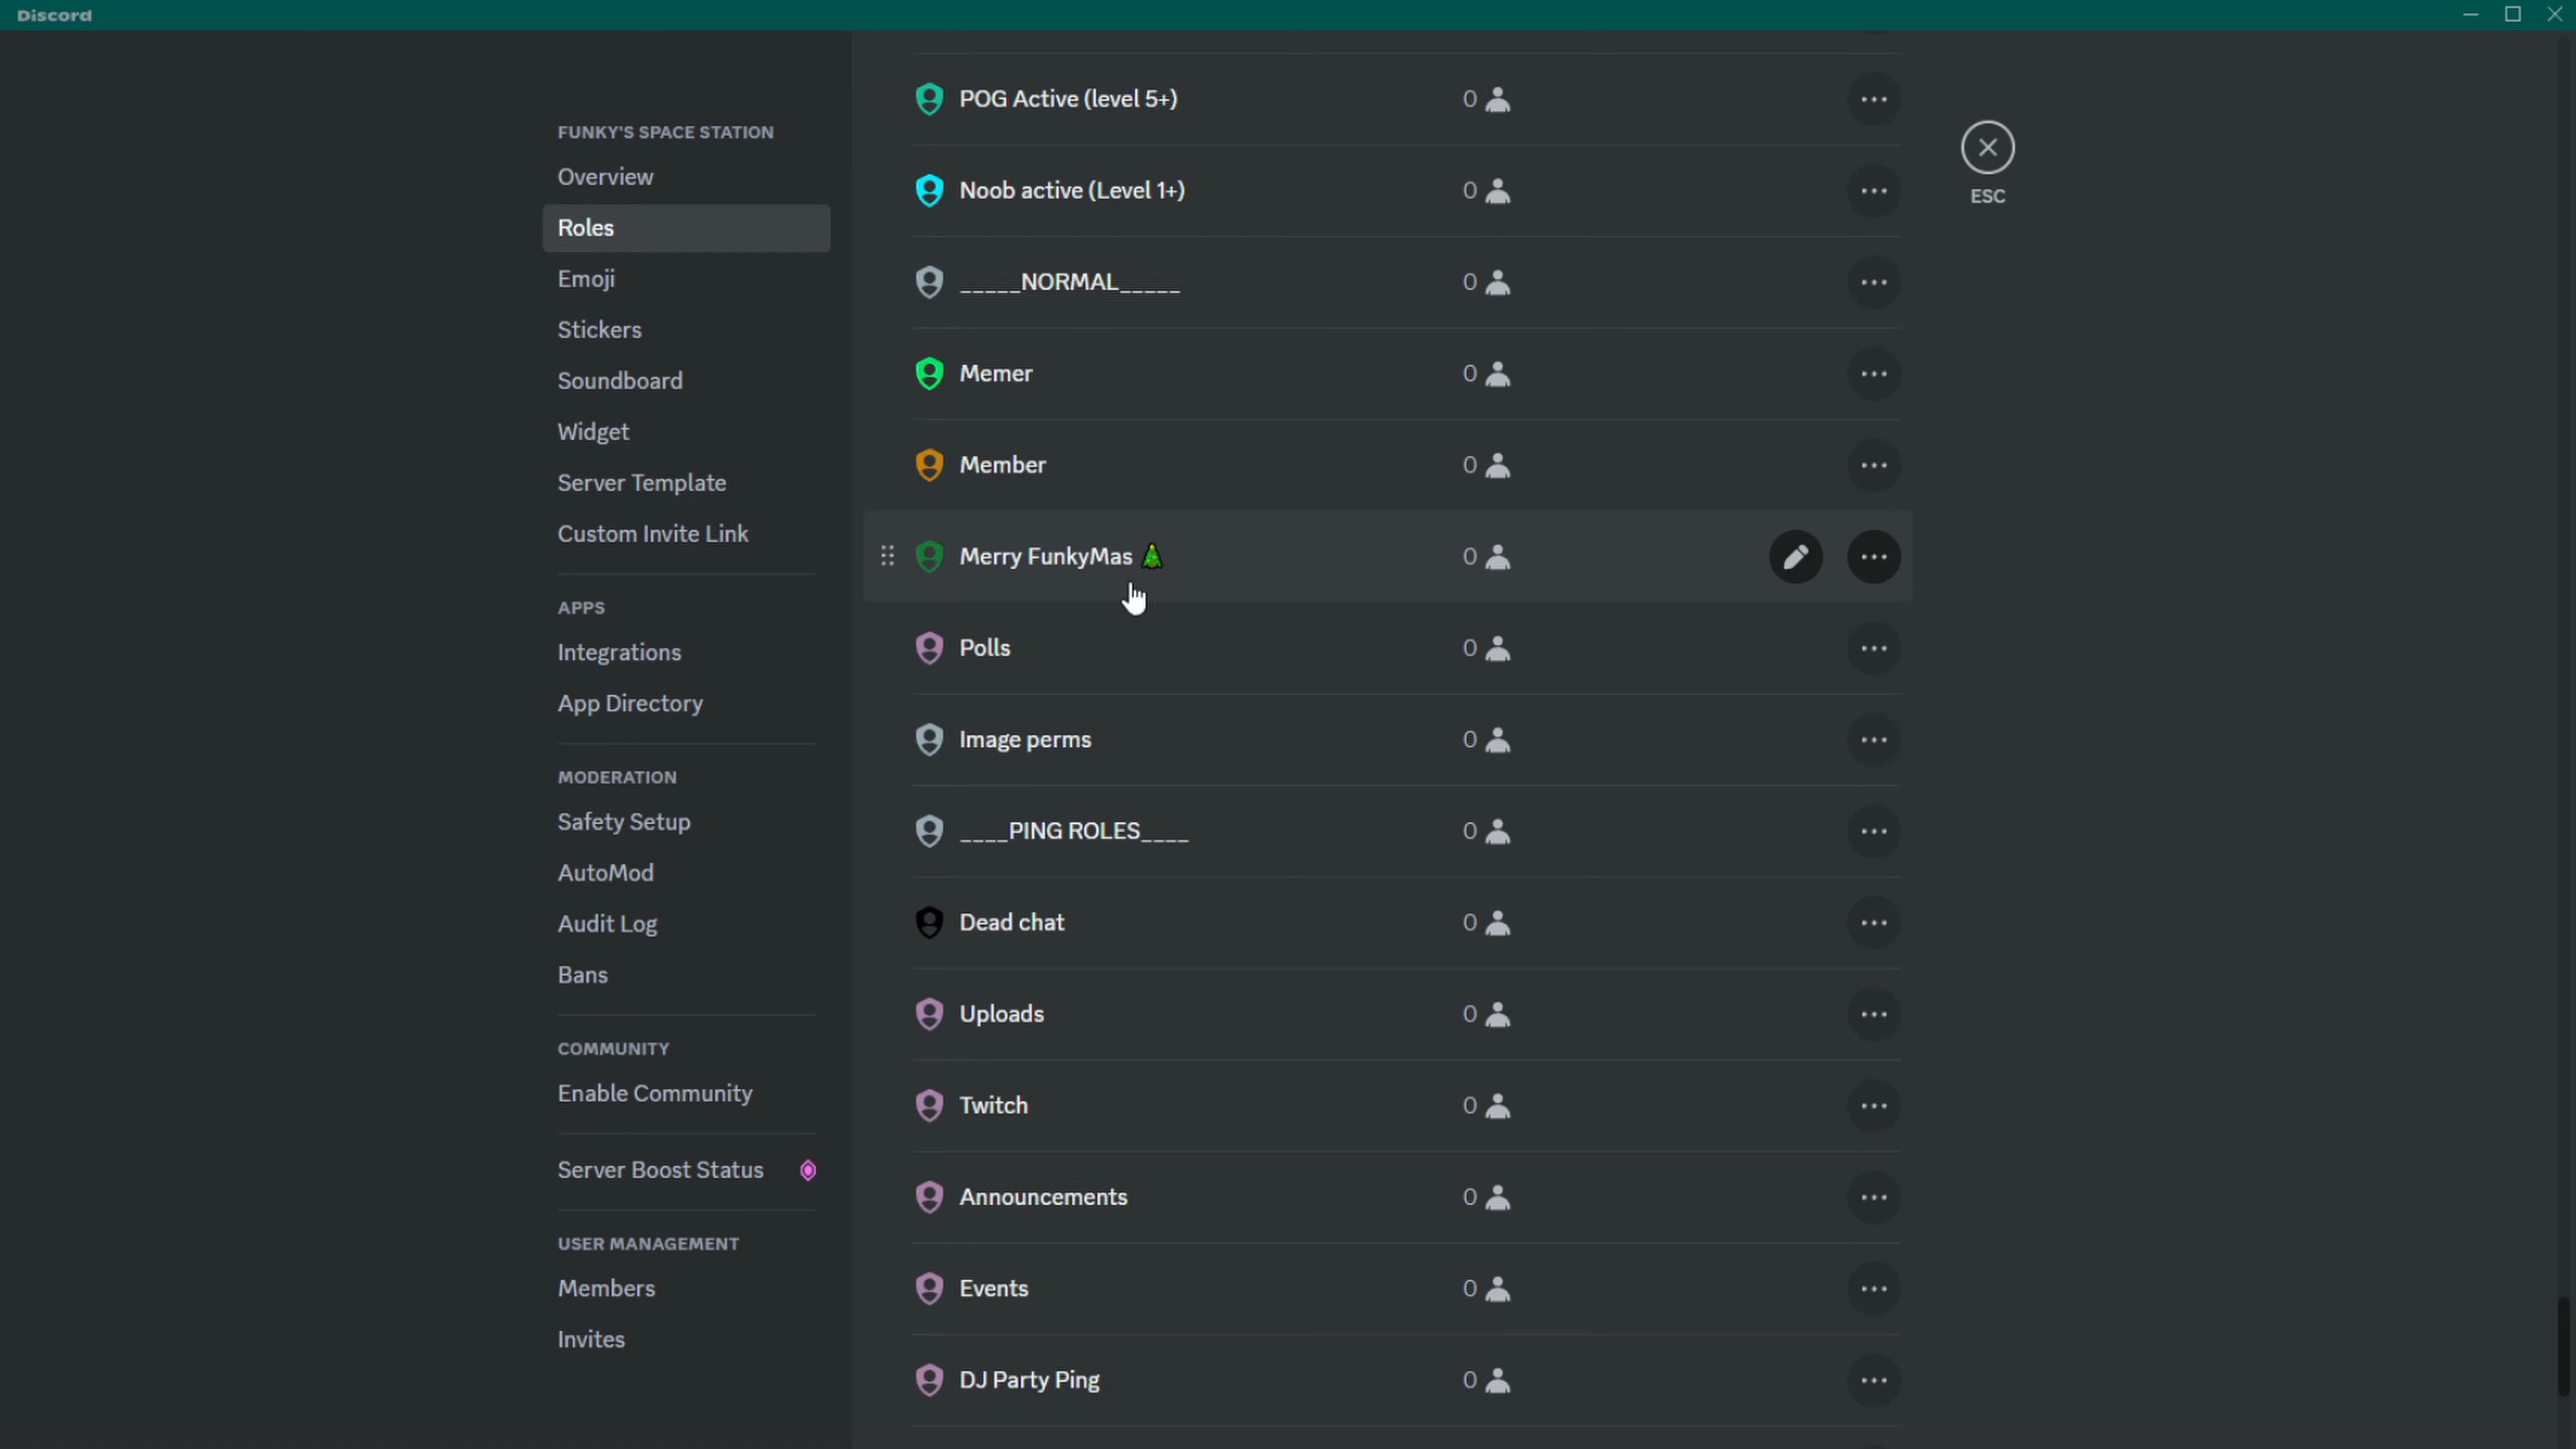 Discord
FUNKY'S SPACE STATION
Overview
Roles
Emoji
Stickers
Soundboard
Widget
Server Template
Custom Invite Link
APPS
Integrations
App Directory
MODERATION
Safety Setup
AutoMod
Audit Log
Bans
COMMUNITY
Enable Community
Server Boost Status
USER MANAGEMENT
Members
Invites
POG Active (level 5+) 0
Noob active (Level 1+) 0
_____NORMAL_____ 0
Memer 0
Member 0
Merry FunkyMas🎄 0
Polls 0
Image perms 0
____PING ROLES____ 0
Dead chat 0
Uploads 0
Twitch 0
Announcements 0
Events 0
DJ Party Ping 0
ESC